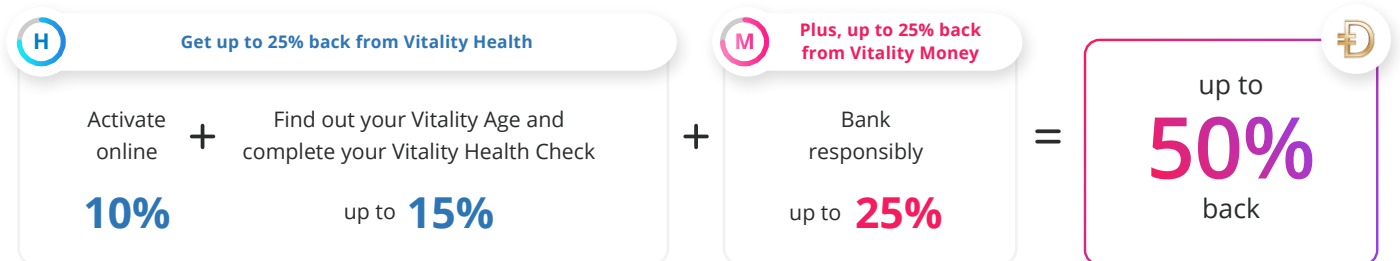 H
Get up to 25% back from Vitality Health
Activate
online
+
Find out your Vitality Age and
complete your Vitality Health Check
10%
up to 15%
+
M
Plus, up to 25% back
from Vitality Money
Bank
responsibly
up to 25%
=
up to
50%
back